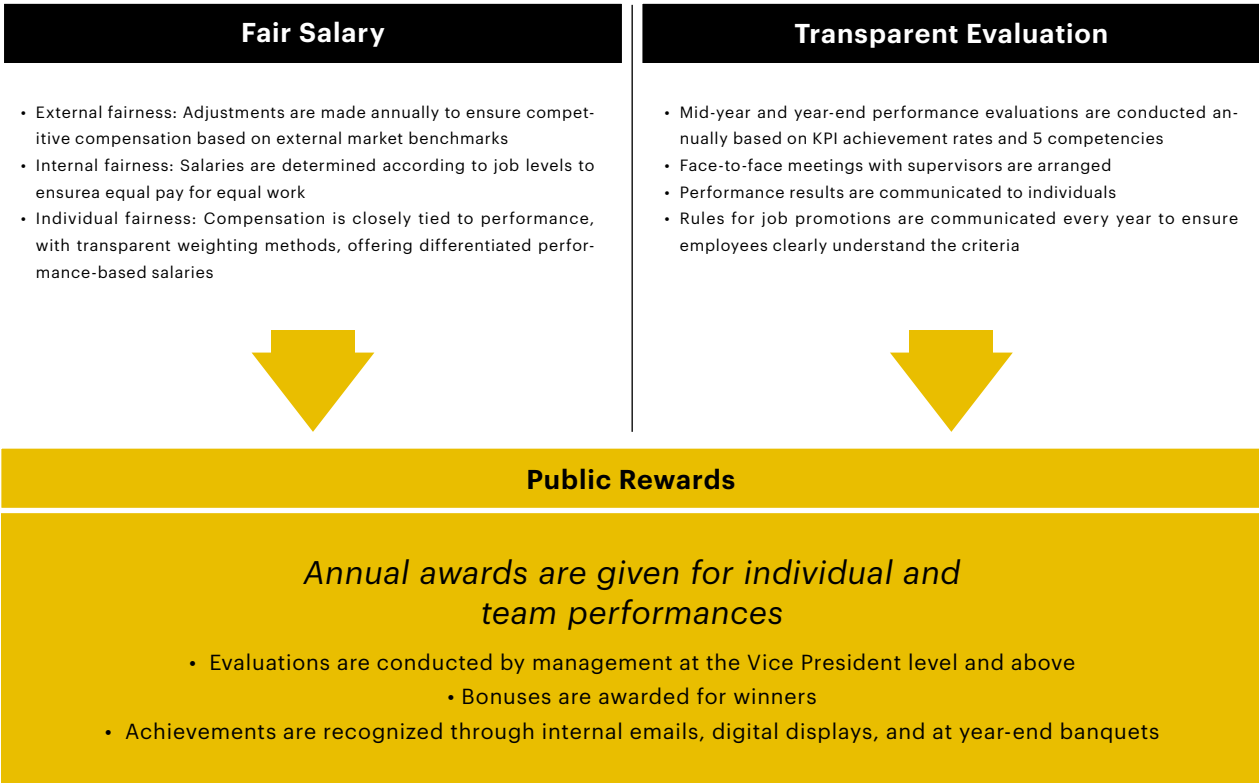 Fair Salary
• External fairness: Adjustments are made annually to ensure compet-
itive compensation based on external market benchmarks
• Internal fairness: Salaries are determined according to job levels to
ensurea equal pay for equal work
• Individual fairness: Compensation is closely tied to performance,
with transparent weighting methods, offering differentiated perfor-
mance-based salaries
Transparent Evaluation
• Mid-year and year-end performance evaluations are conducted an-
nually based on KPI achievement rates and 5 competencies
• Face-to-face meetings with supervisors are arranged
• Performance results are communicated to individuals
• Rules for job promotions are communicated every year to ensure
employees clearly understand the criteria
Public Rewards
Annual awards are given for individual and
team performances
• Evaluations are conducted by management at the Vice President level and above
• Bonuses are awarded for winners
• Achievements are recognized through internal emails, digital displays, and at year-end banquets